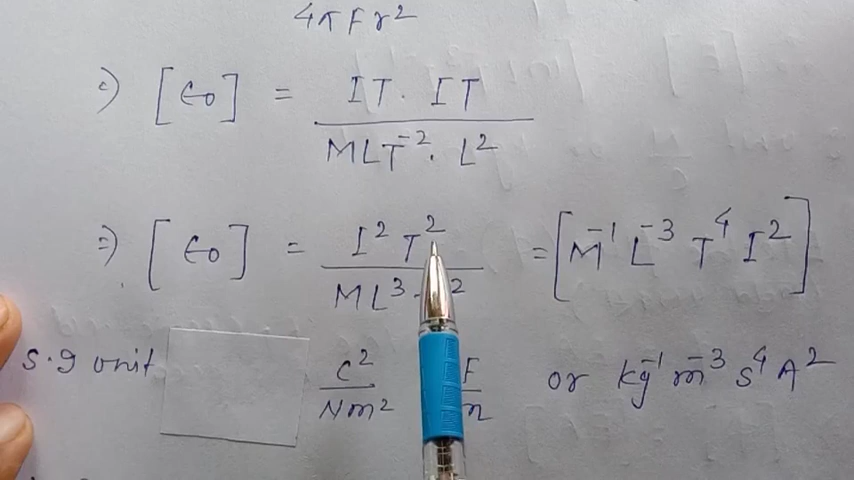 4πFr²
⇒ [ϵ₀] = IT · IT / MLT⁻² · L²
⇒ [ϵ₀] = I² T² / ML³ · ² = [M⁻¹ L⁻³ T⁴ I²]
S.I unit C² / Nm² F / m or kg⁻¹ m⁻³ s⁴ A²